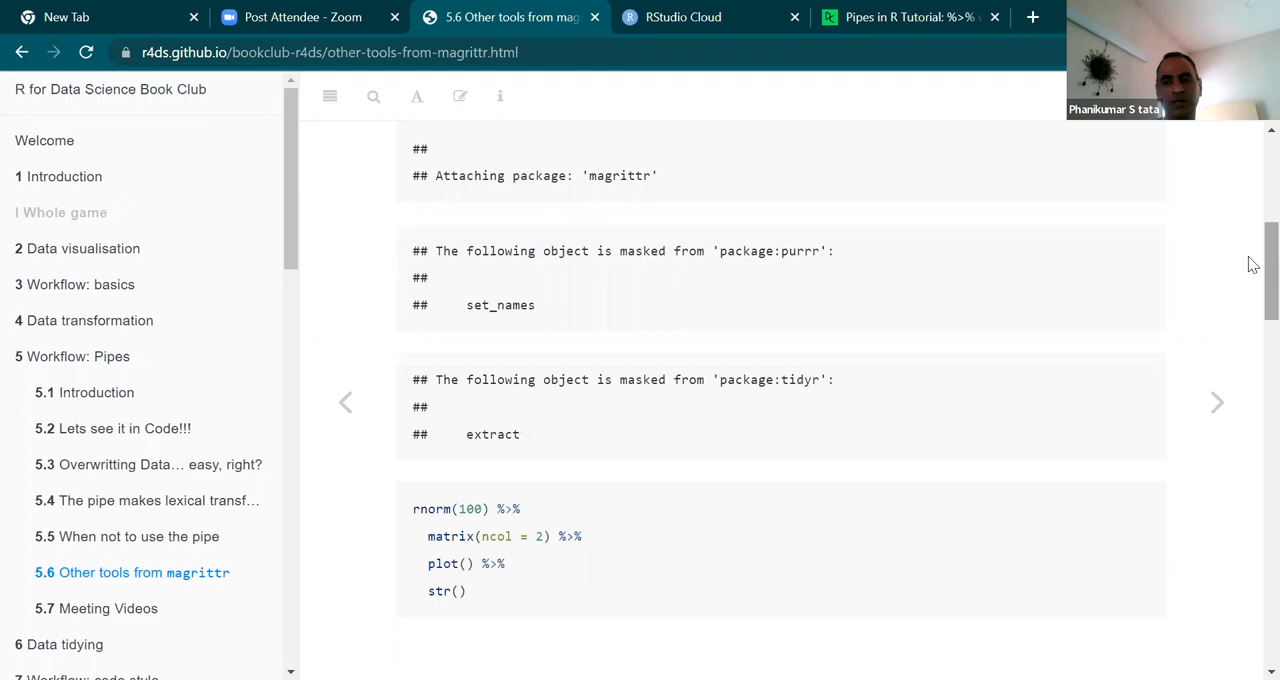 New Tab
Post Attendee - Zoom
5.6 Other tools from mag
RStudio Cloud
Pipes in R Tutorial: %>%
r4ds.github.io/bookclub-r4ds/other-tools-from-magrittr.html
Phanikumar S tata
R for Data Science Book Club
Welcome
1 Introduction
I Whole game
2 Data visualisation
3 Workflow: basics
4 Data transformation
5 Workflow: Pipes
5.1 Introduction
5.2 Lets see it in Code!!!
5.3 Overwritting Data… easy, right?
5.4 The pipe makes lexical transf…
5.5 When not to use the pipe
5.6 Other tools from magrittr
5.7 Meeting Videos
6 Data tidying
7 Workflow: code style
##
## Attaching package: 'magrittr'
## The following object is masked from 'package:purrr':
##
## set_names
## The following object is masked from 'package:tidyr':
##
## extract
rnorm(100) %>%
matrix(ncol = 2) %>%
plot() %>%
str()